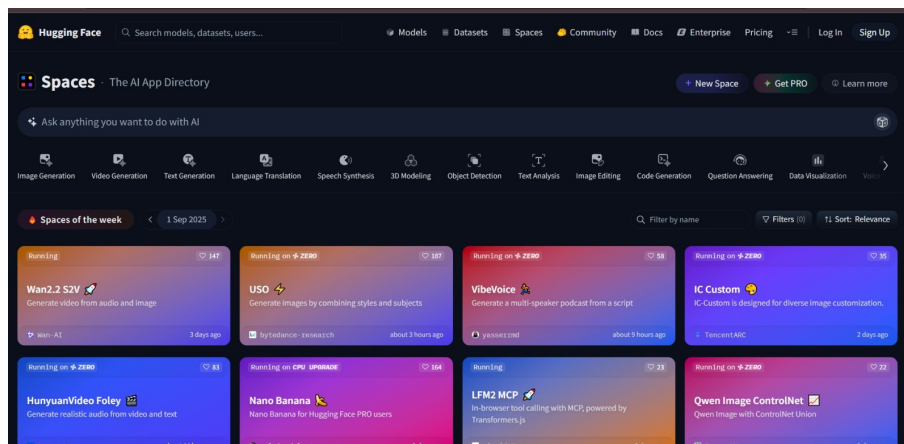 Hugging Face
Search models, datasets, users...
Models
Datasets
Spaces
Community
Docs
Enterprise
Pricing
Log In
Sign Up
Spaces · The AI App Directory
+ New Space
Get PRO
Learn more
Ask anything you want to do with AI
Image Generation
Video Generation
Text Generation
Language Translation
Speech Synthesis
3D Modeling
Object Detection
Text Analysis
Image Editing
Code Generation
Question Answering
Data Visualization
Voice
Spaces of the week
1 Sep 2025
Filter by name
Filters (0)
Sort: Relevance
Running
147
Wan2.2 S2V
Generate video from audio and image
Wan-AI
3 days ago
Running on ZERO
187
USO
Generate images by combining styles and subjects
bytedance-research
about 3 hours ago
Running on ZERO
58
VibeVoice
Generate a multi-speaker podcast from a script
yasserrmd
about 9 hours ago
Running on ZERO
35
IC Custom
IC-Custom is designed for diverse image customization.
TencentARC
2 days ago
Running on ZERO
83
HunyuanVideo Foley
Generate realistic audio from video and text
Running on CPU UPGRADE
164
Nano Banana
Nano Banana for Hugging Face PRO users
Running
23
LFM2 MCP
In-browser tool calling with MCP, powered by
Transformers.js
Running on ZERO
22
Qwen Image ControlNet
Qwen Image with ControlNet Union